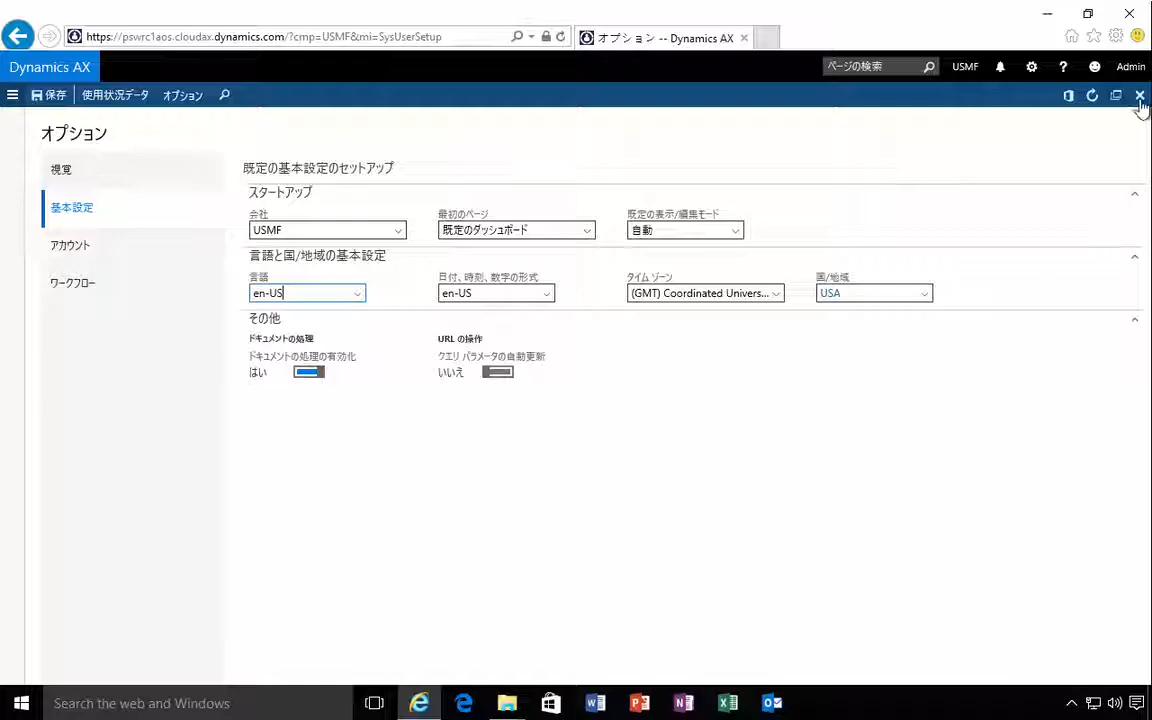 https://pswrc1aos.cloudax.dynamics.com/?cmp=USMF&mi=SysUserSetup
オプション -- Dynamics AX
Dynamics AX
ページの検索
USMF
?
Admin
保存
使用状況データ
オプション
オプション
視覚
基本設定
アカウント
ワークフロー
既定の基本設定のセットアップ
スタートアップ
会社 最初のページ 既定の表示/編集モード
USMF 既定のダッシュボード 自動
言語と国/地域の基本設定
言語 日付、時刻、数字の形式 タイム ゾーン 国/地域
en-US en-US (GMT) Coordinated Univers... USA
その他
ドキュメントの処理 URL の操作
ドキュメントの処理の有効化 クエリ パラメータの自動更新
はい いいえ
Search the web and Windows